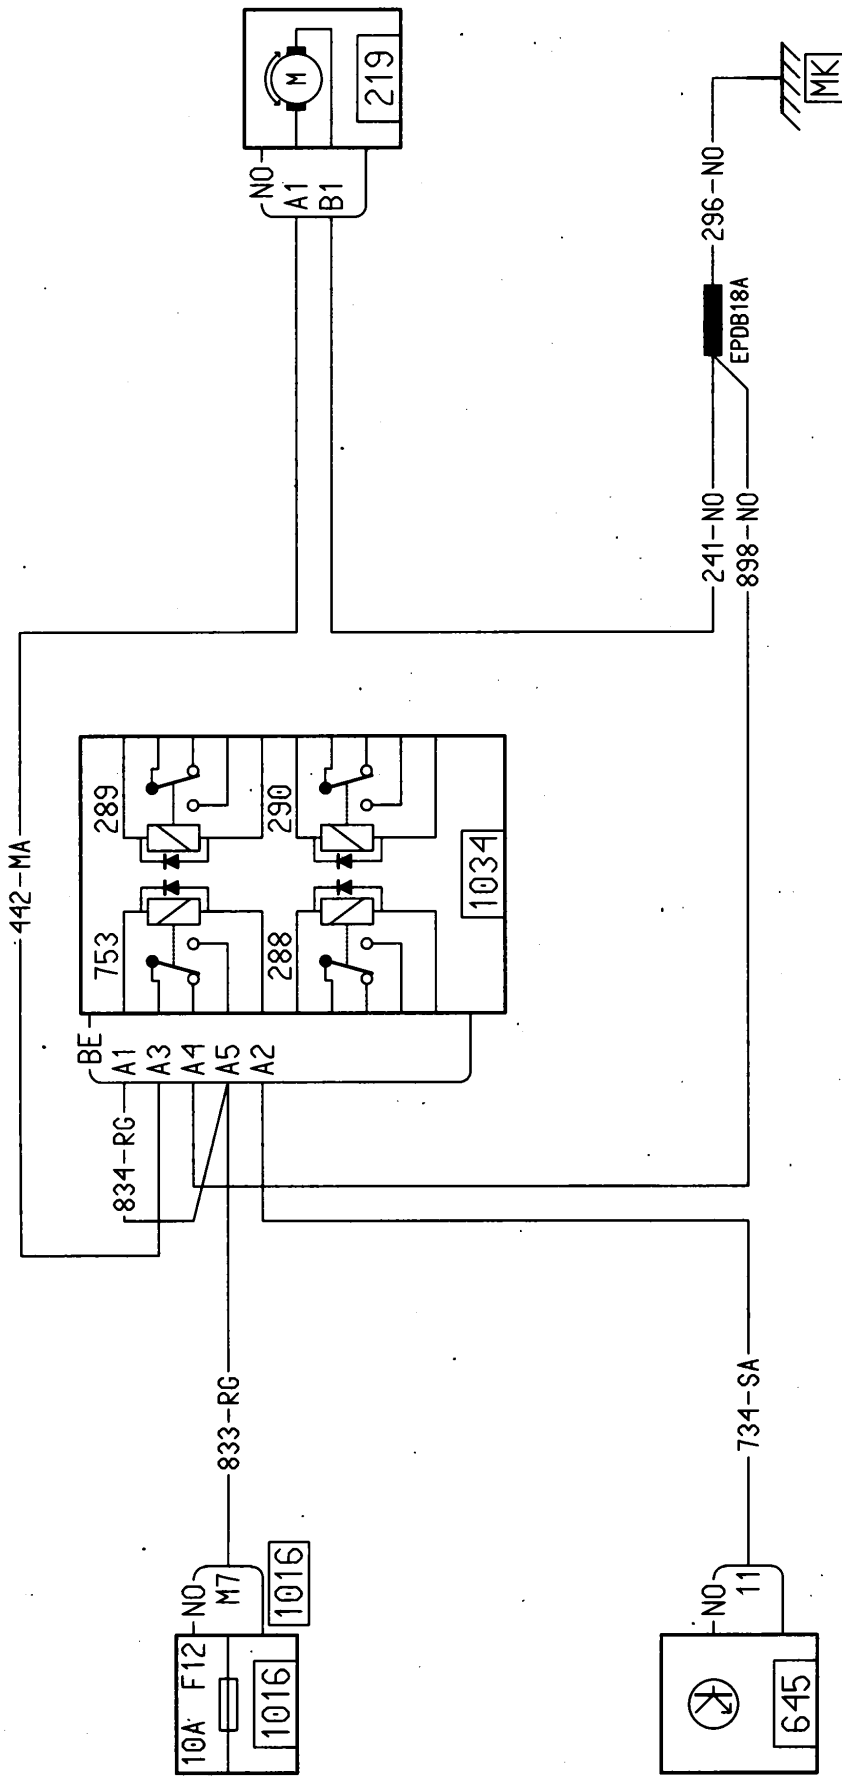 NO
M
A1
B1
219
MK
296-NO
EPDB18A
241-NO
898-NO
442-MA
289
290
753
288
1034
BE
A1
A3
A4
A5
A2
834-RG
833-RG
734-SA
10A F12
NO
M7
1016
1016
NO
11
645